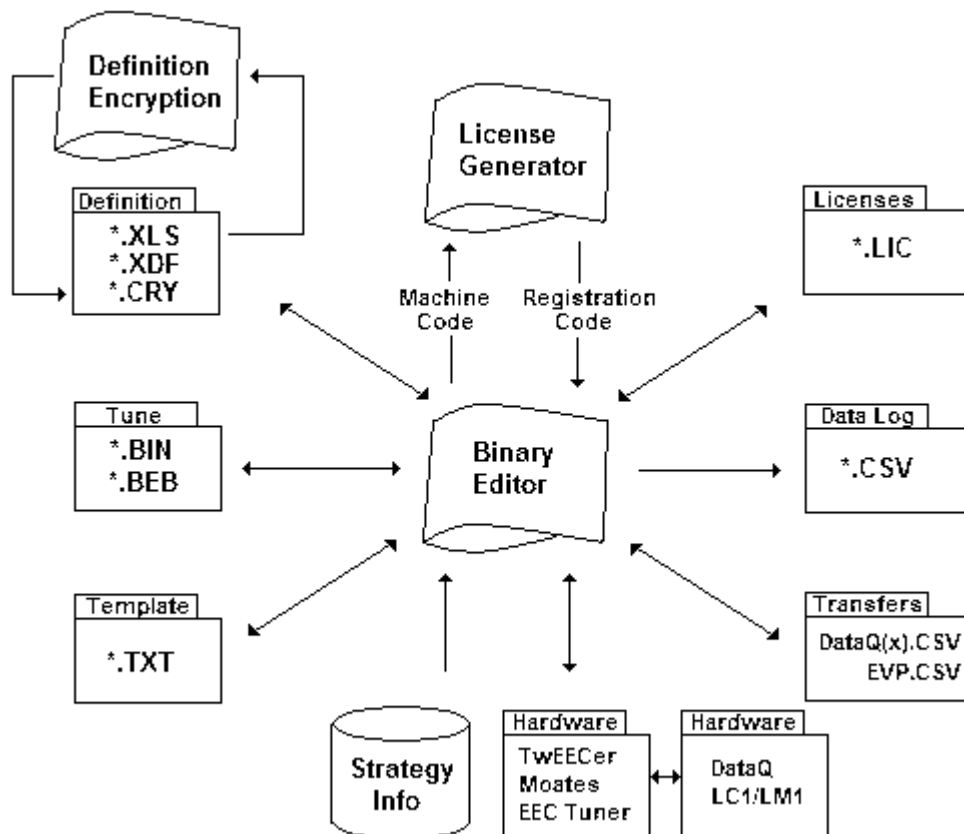 Definition
Encryption
License
Generator
Definition
*.XLS
*.XDF
*.CRY
Licenses
*.LIC
Machine
Code
Registration
Code
Tune
*.BIN
*.BEB
Binary
Editor
Data Log
*.CSV
Template
*.TXT
Transfers
DataQ(x).CSV
EVP.CSV
Strategy
Info
Hardware
TwEECer
Moates
EEC Tuner
Hardware
DataQ
LC1/LM1